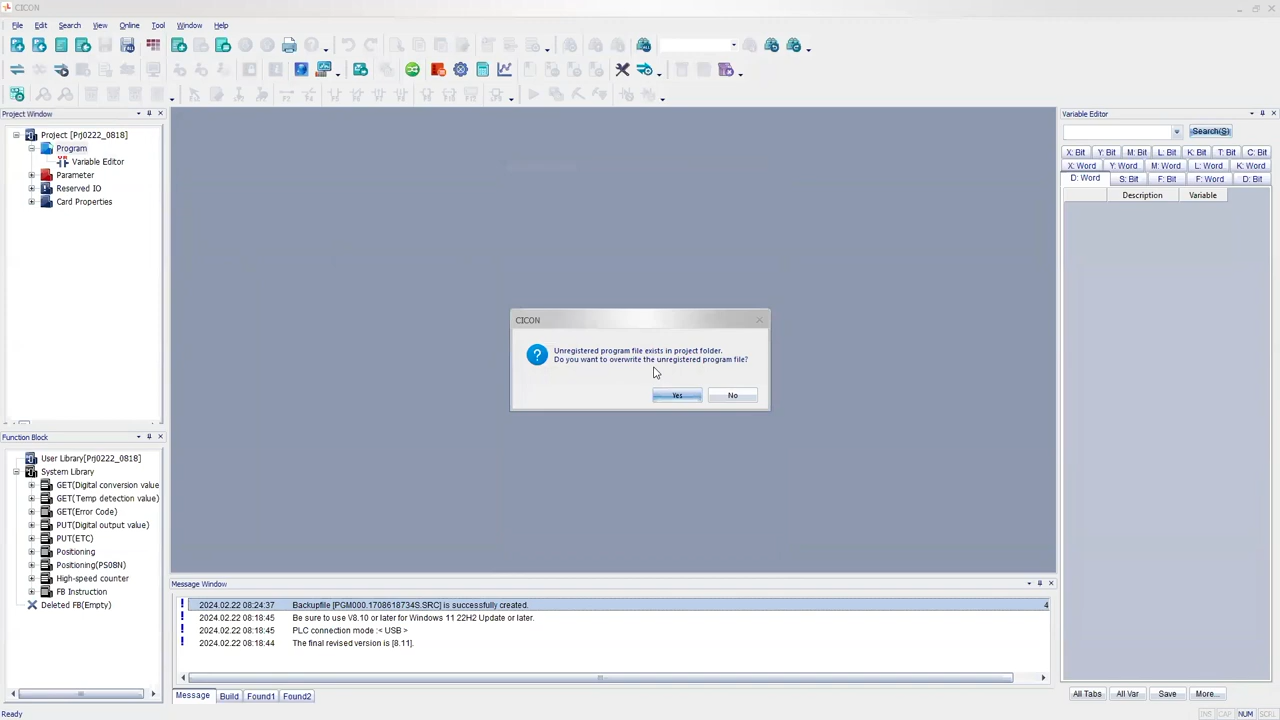 CICON
File Edit Search View Online Tool Window Help
Project Window
Project [Prj0222_0818]
Program
Variable Editor
Parameter
Reserved IO
Card Properties
Function Block
User Library[Prj0222_0818]
System Library
GET(Digital conversion value
GET(Temp detection value)
GET(Error Code)
PUT(Digital output value)
PUT(ETC)
Positioning
Positioning(PS08N)
High-speed counter
FB Instruction
Deleted FB(Empty)
CICON
Unregistered program file exists in project folder.
Do you want to overwrite the unregistered program file?
Yes No
Message Window
2024.02.22 08:24:37 Backupfile [PGM000.1708618734S.SRC] is successfully created. 4
2024.02.22 08:18:45 Be sure to use V8.10 or later for Windows 11 22H2 Update or later.
2024.02.22 08:18:45 PLC connection mode :< USB >
2024.02.22 08:18:44 The final revised version is [8.11].
Message Build Found1 Found2
Variable Editor
Search(S)
X: Bit Y: Bit M: Bit L: Bit K: Bit T: Bit C: Bit
X: Word Y: Word M: Word L: Word K: Word
D: Word S: Bit F: Bit F: Word D: Bit
Description Variable
All Tabs All Var Save More...
Ready
INS CAP NUM SCRL